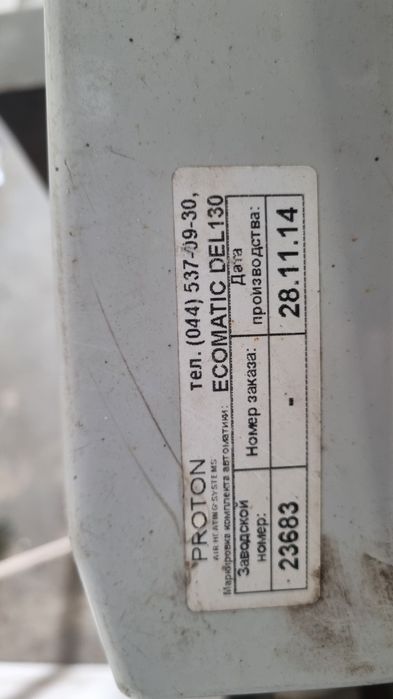 PROTON
AIR HEATING SYSTEMS
тел. (044) 537-09-30,
Маркировка комплекта автоматики: ECOMATIC DEL130
Заводской номер: Номер заказа: Дата производства:
23683 - 28.11.14